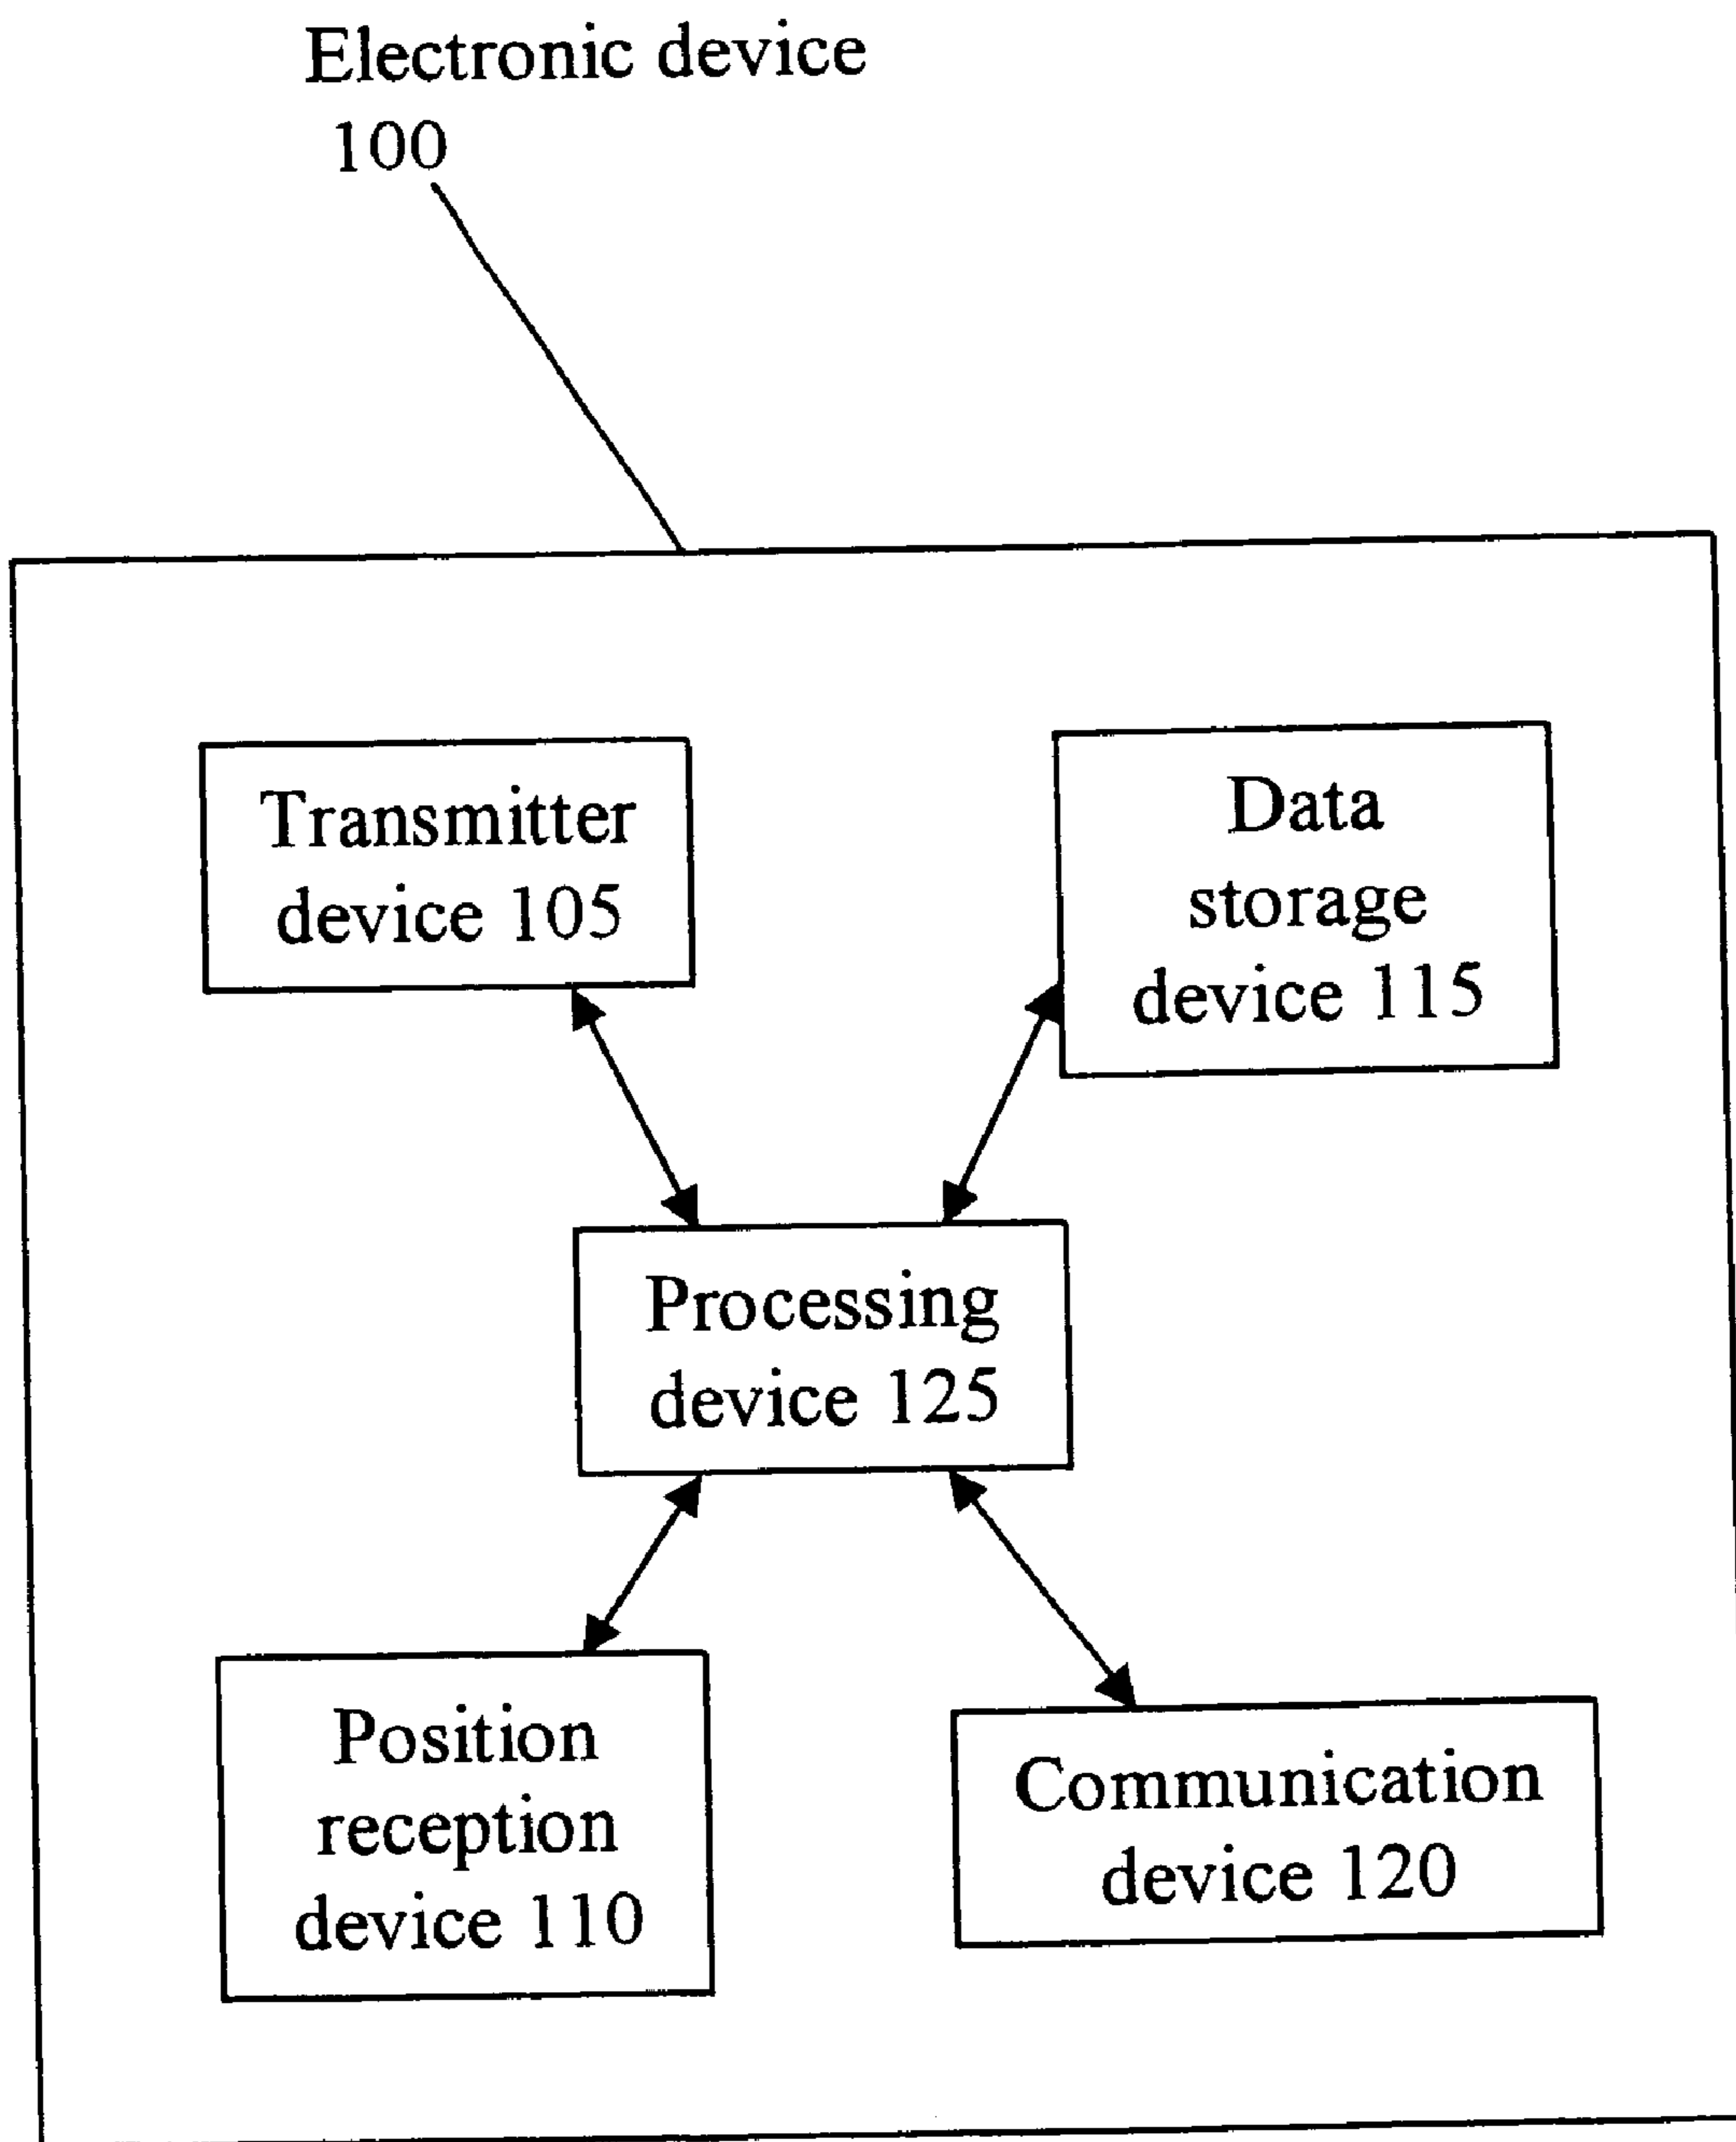 Electronic device
100
Transmitter
device 105
Data
storage
device 115
Processing
device 125
Position
reception
device 110
Communication
device 120